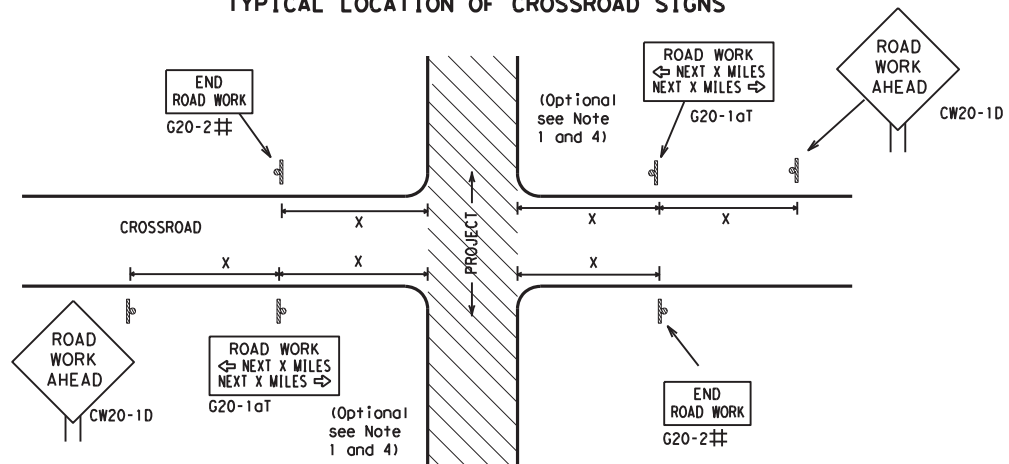 TYPICAL LOCATION OF CROSSROAD SIGNS
END
ROAD WORK
G20-2#
(Optional
see Note
1 and 4)
ROAD WORK
⇦ NEXT X MILES
NEXT X MILES ⇨
G20-1aT
ROAD
WORK
AHEAD
CW20-1D
X
X
X
CROSSROAD
PROJECT
X
X
X
ROAD
WORK
AHEAD
CW20-1D
ROAD WORK
⇦ NEXT X MILES
NEXT X MILES ⇨
G20-1aT
(Optional
see Note
1 and 4)
END
ROAD WORK
G20-2#